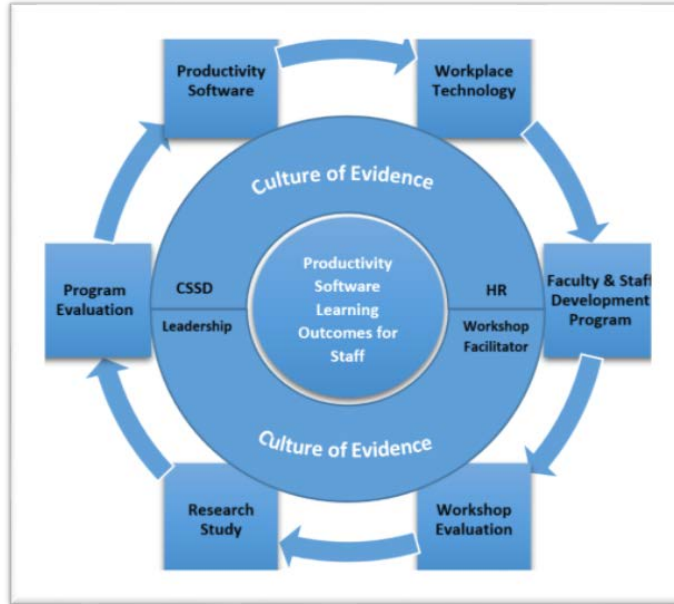 Productivity
Software
Workplace
Technology
Culture of Evidence
Program
Evaluation
CSSD
Leadership
Productivity
Software
Learning
Outcomes for
Staff
HR
Workshop
Facilitator
Faculty & Staff
Development
Program
Culture of Evidence
Research
Study
Workshop
Evaluation